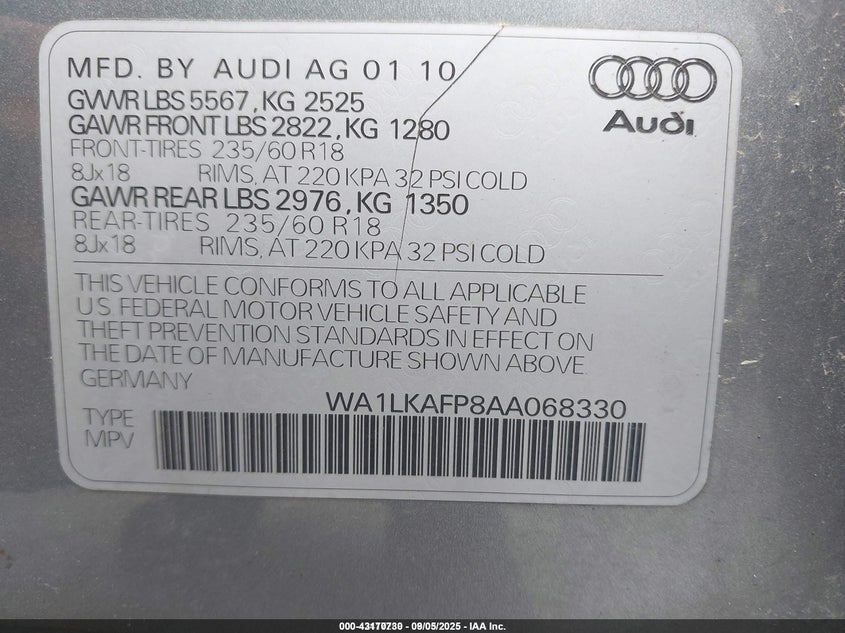 MFD. BY AUDI AG 01 10
GVWR LBS 5567, KG 2525
GAWR FRONT LBS 2822, KG 1280
FRONT-TIRES 235/60 R18
8Jx18 RIMS, AT 220 KPA 32 PSI COLD
GAWR REAR LBS 2976, KG 1350
REAR-TIRES 235/60 R18
8Jx18 RIMS, AT 220 KPA 32 PSI COLD
Audi
THIS VEHICLE CONFORMS TO ALL APPLICABLE
U.S. FEDERAL MOTOR VEHICLE SAFETY AND
THEFT PREVENTION STANDARDS IN EFFECT ON
THE DATE OF MANUFACTURE SHOWN ABOVE.
GERMANY
WA1LKAFP8AA068330
TYPE
MPV
000-43170730 - 09/05/2025 - IAA Inc.